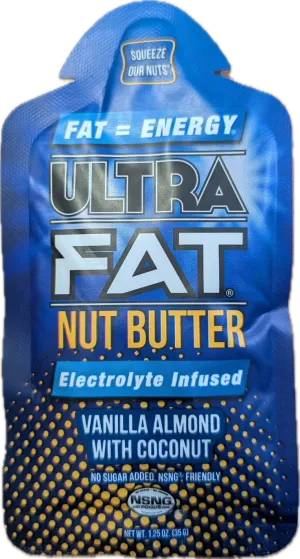 SQUEEZE
OUR NUTS
FAT = ENERGY
ULTRA
FAT®
NUT BUTTER
Electrolyte Infused
VANILLA ALMOND
WITH COCONUT
NO SUGAR ADDED, NSNG® FRIENDLY
NSNG
FOODS
NET WT. 1.25 OZ. (35 G)